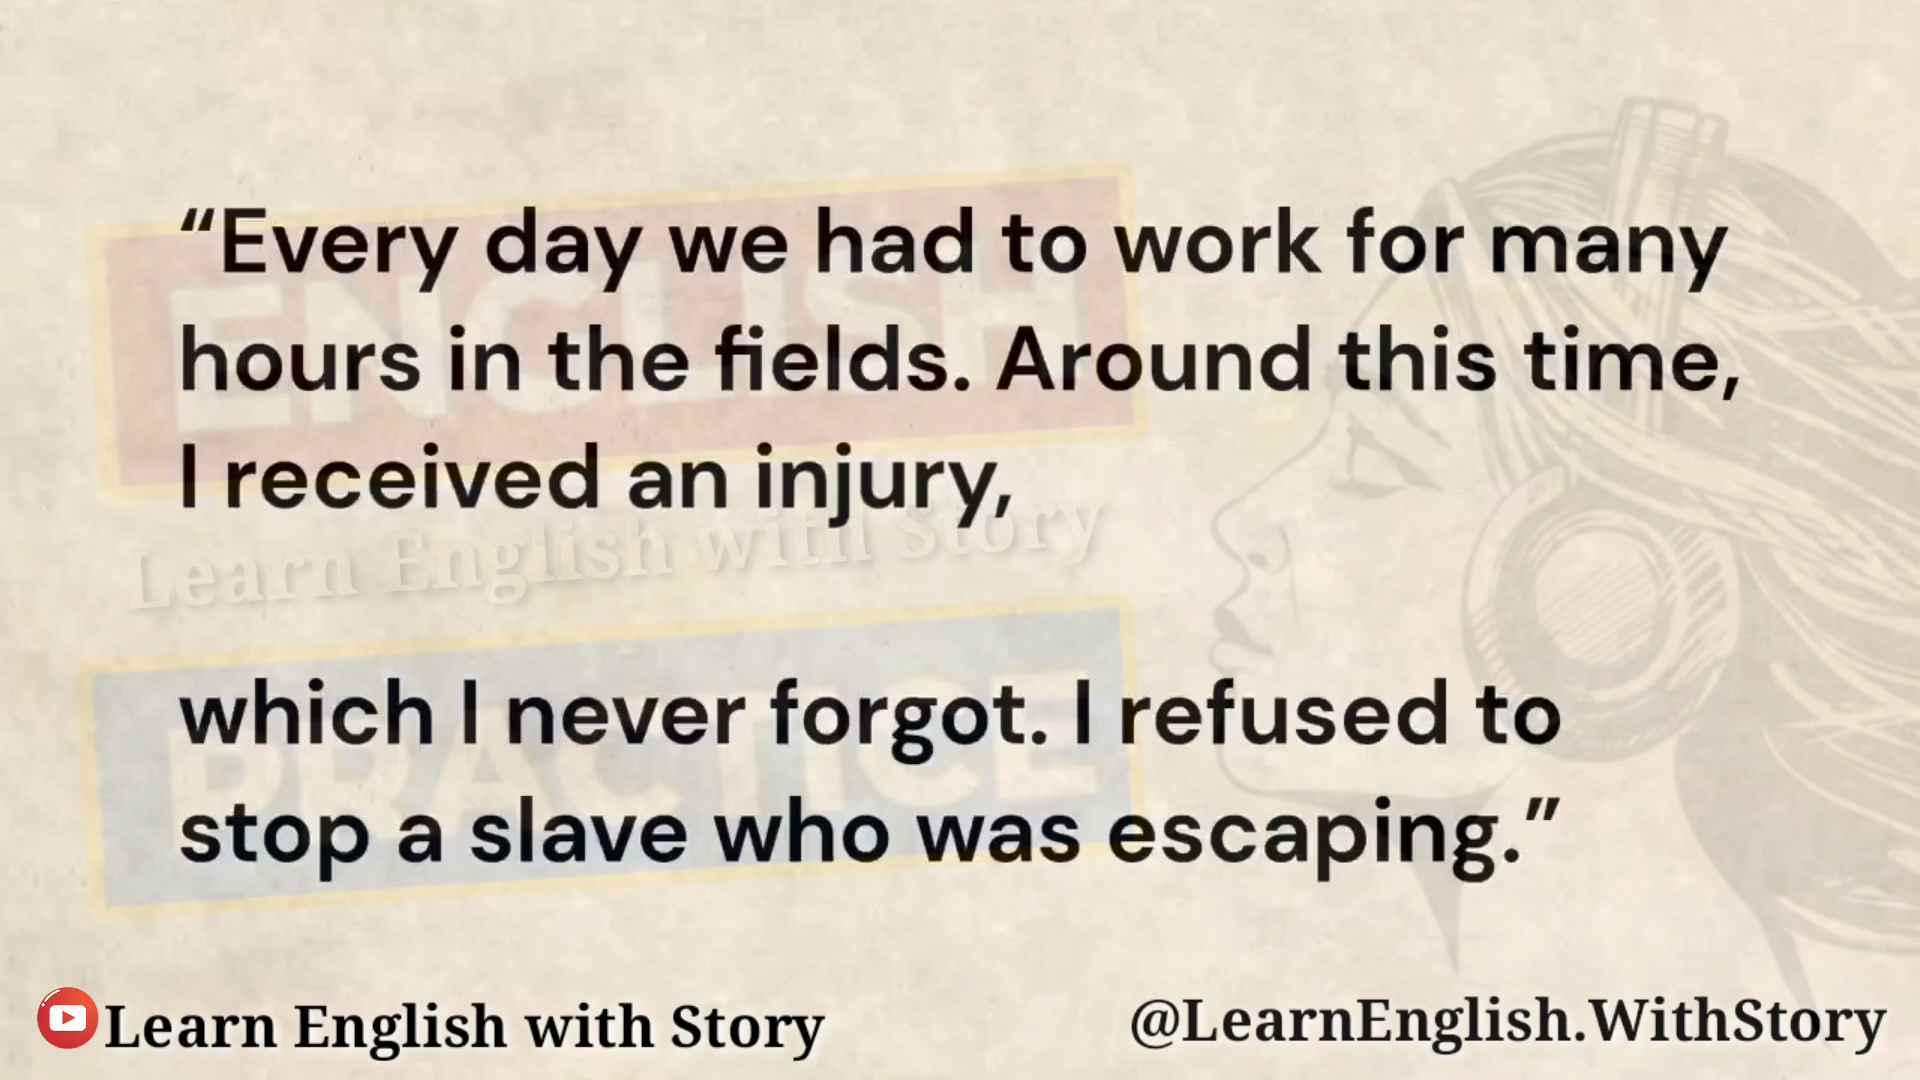 “Every day we had to work for many
hours in the fields. Around this time,
I received an injury,
which I never forgot. I refused to
stop a slave who was escaping.”
ENGLISH
Learn English with Story
PRACTICE
Learn English with Story
@LearnEnglish.WithStory